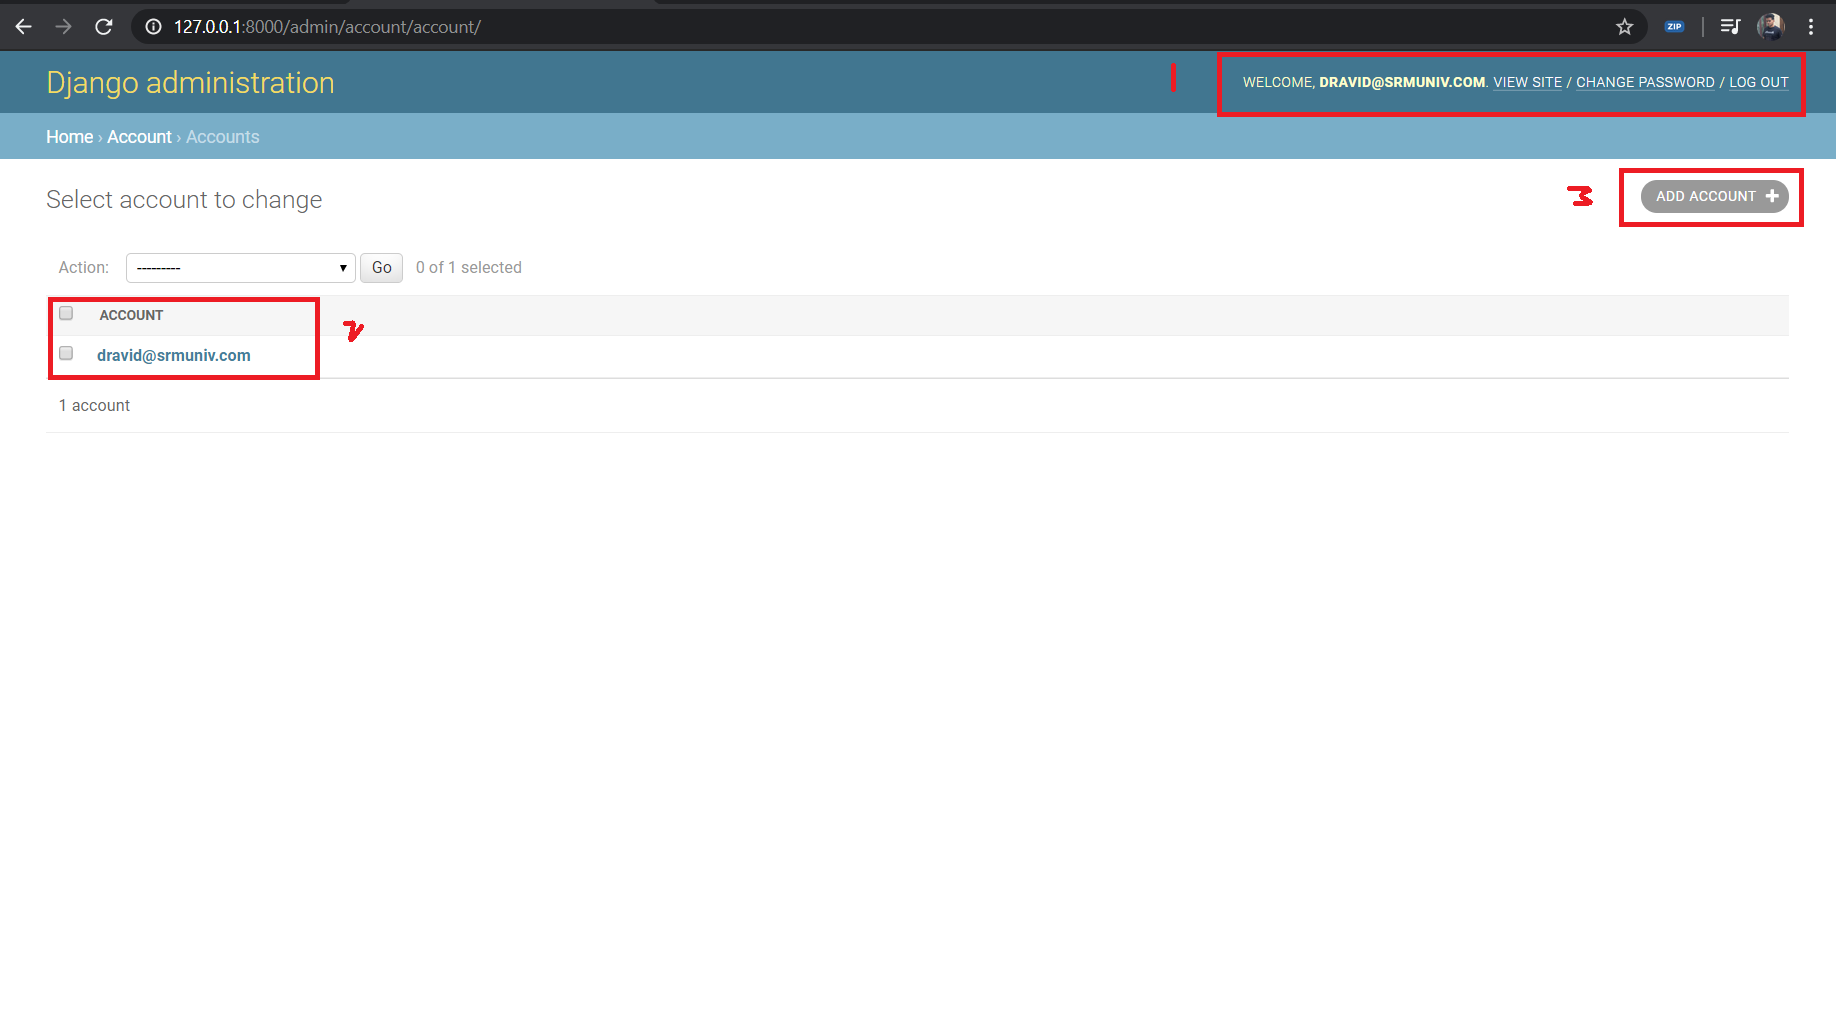 127.0.0.1:8000/admin/account/account/
ZIP
Django administration
1
WELCOME, DRAVID@SRMUNIV.COM. VIEW SITE / CHANGE PASSWORD / LOG OUT
Home › Account › Accounts
Select account to change
3
ADD ACCOUNT +
Action: --------- Go 0 of 1 selected
ACCOUNT
2
dravid@srmuniv.com
1 account